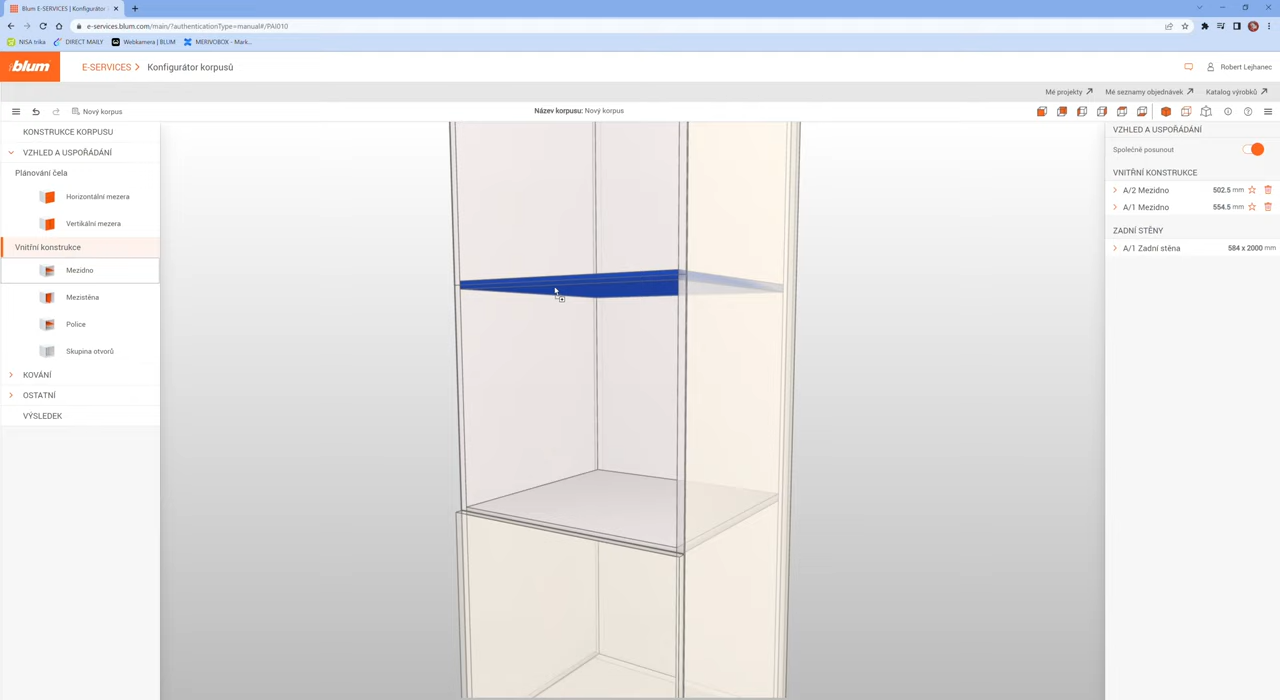 Blum E-SERVICES | Konfigurátor
e-services.blum.com/main/?authenticationType=manual#/PAI010
NISA trika
DIRECT MAILY
Webkamera | BLUM
MERIVOBOX - Mark...
blum
E-SERVICES
Konfigurátor korpusů
Robert Lejhanec
Mé projekty
Mé seznamy objednávek
Katalog výrobků
Nový korpus
Název korpusu: Nový korpus
KONSTRUKCE KORPUSU
VZHLED A USPOŘÁDÁNÍ
Plánování čela
Horizontální mezera
Vertikální mezera
Vnitřní konstrukce
Mezidno
Mezistěna
Police
Skupina otvorů
KOVÁNÍ
OSTATNÍ
VÝSLEDEK
VZHLED A USPOŘÁDÁNÍ
Společné posunout
VNITŘNÍ KONSTRUKCE
A/2 Mezidno 502.5 mm
A/1 Mezidno 554.5 mm
ZADNÍ STĚNY
A/1 Zadní stěna 584 x 2000 mm